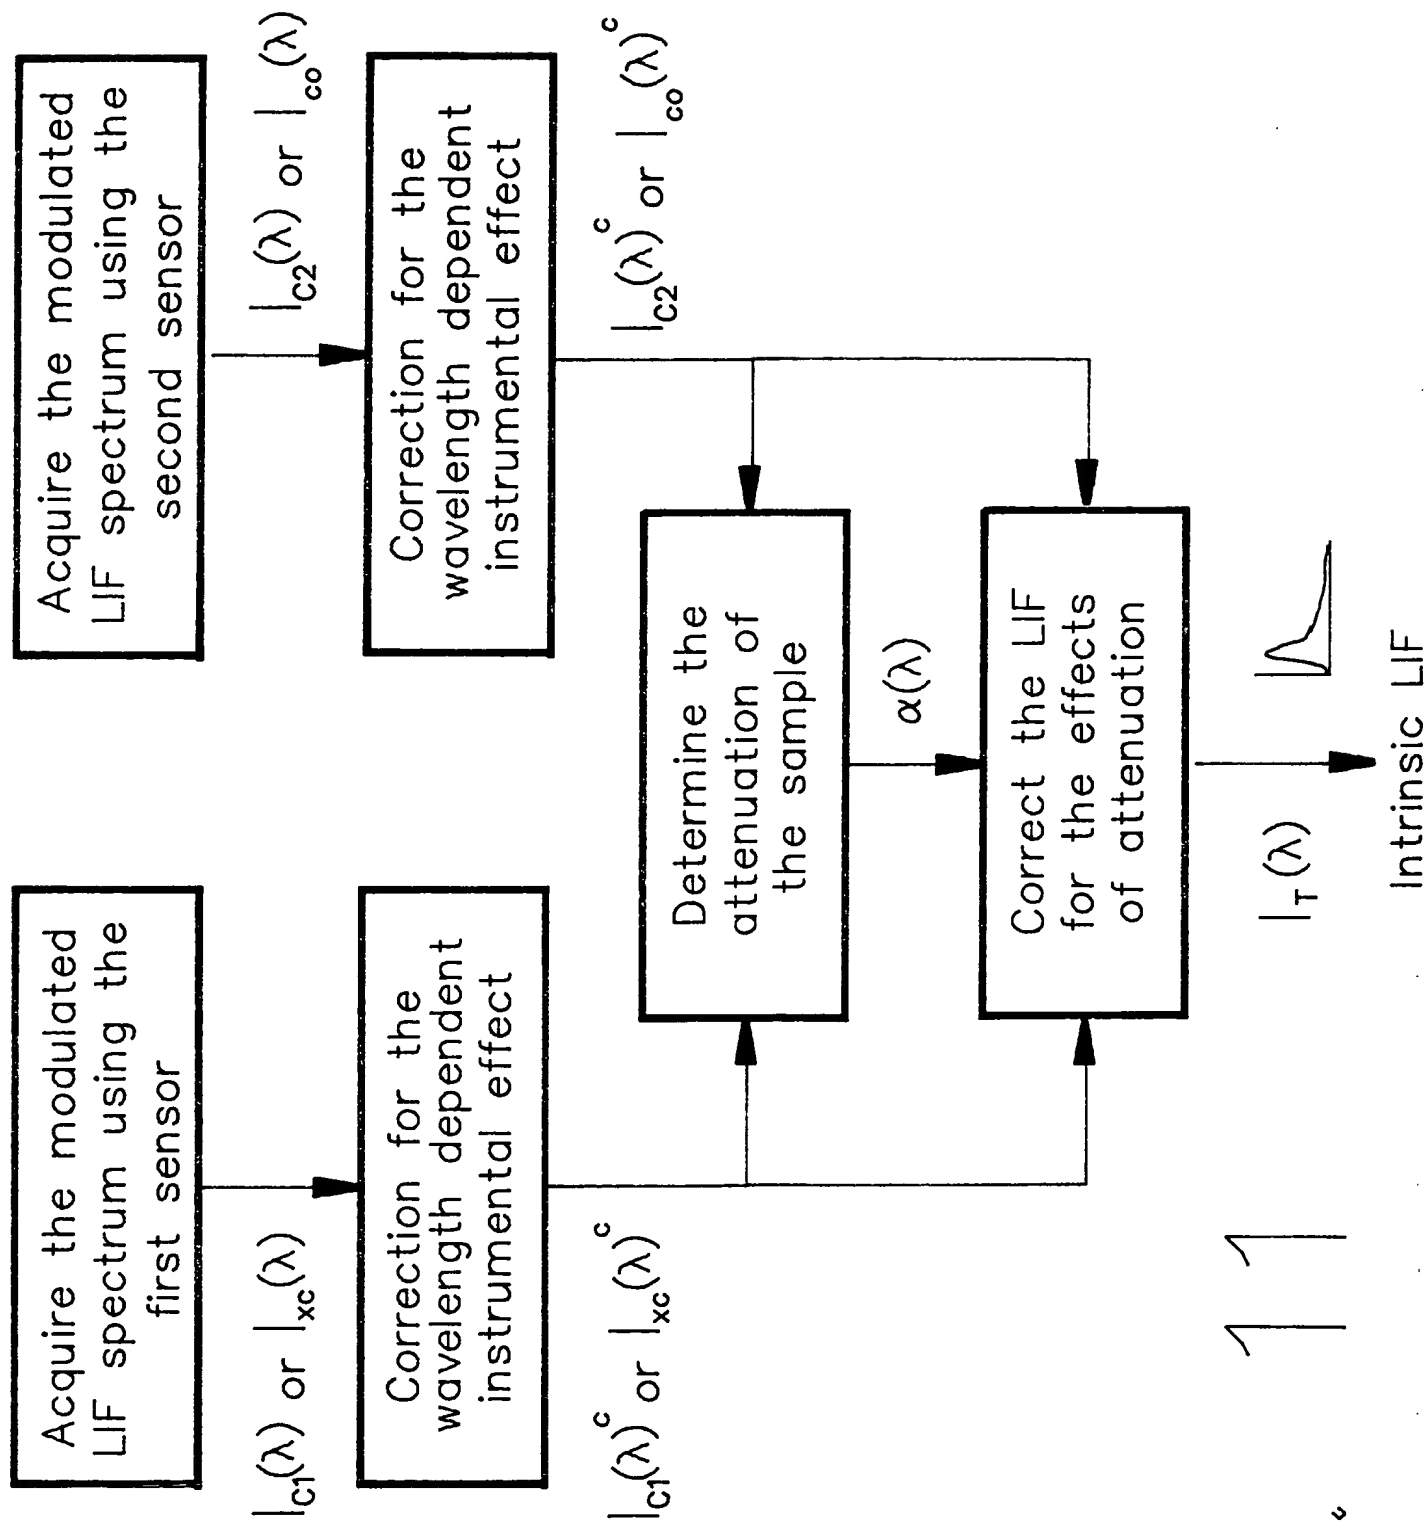 Acquire the modulated
LIF spectrum using the
first sensor
I_C1(λ) or I_xc(λ)
Correction for the
wavelength dependent
instrumental effect
I_C1(λ)^c or I_xc(λ)^c
Acquire the modulated
LIF spectrum using the
second sensor
I_C2(λ) or I_co(λ)
Correction for the
wavelength dependent
instrumental effect
I_C2(λ)^c or I_co(λ)^c
Determine the
attenuation of
the sample
α(λ)
Correct the LIF
for the effects
of attenuation
I_T(λ)
Intrinsic LIF
11